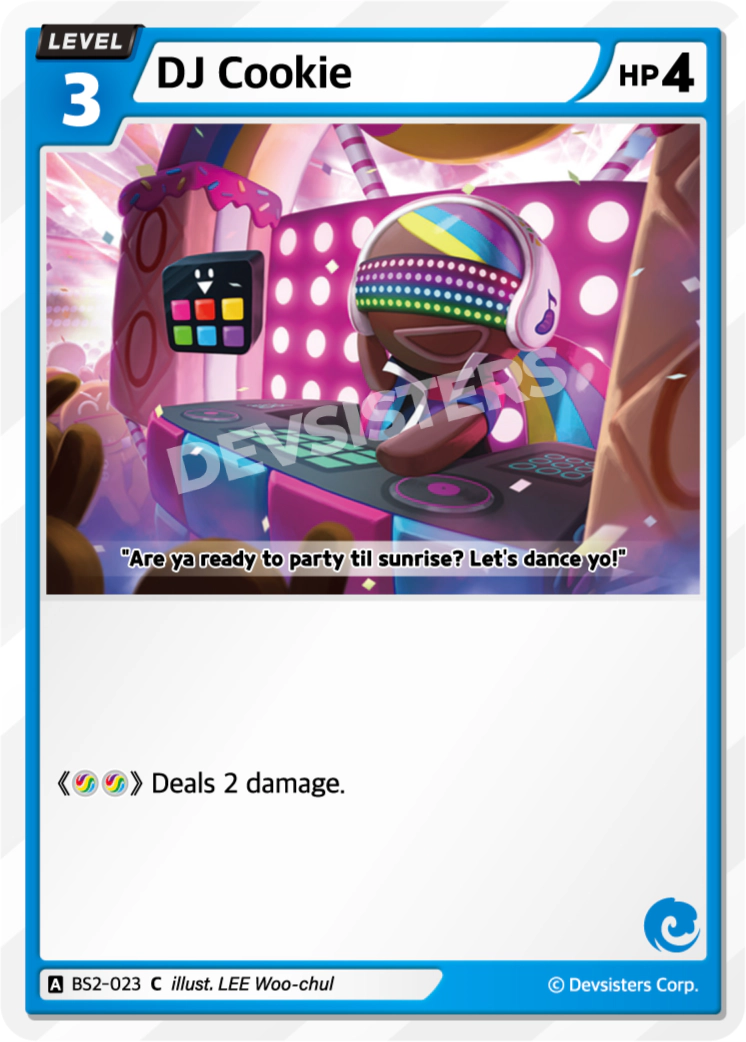 LEVEL
3
DJ Cookie
HP4
DEVSISTERS
"Are ya ready to party til sunrise? Let's dance yo!"
《 》 Deals 2 damage.
A BS2-023 C illust. LEE Woo-chul
© Devsisters Corp.